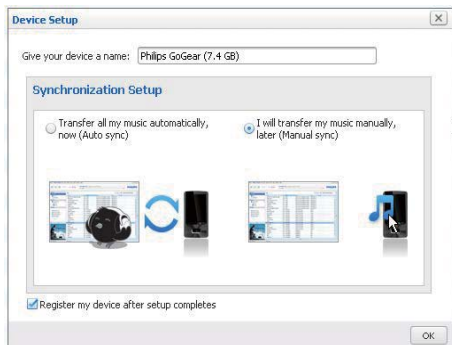 Device Setup
Give your device a name: Philips GoGear (7.4 GB)
Synchronization Setup
Transfer all my music automatically,
now (Auto sync)
I will transfer my music manually,
later (Manual sync)
Register my device after setup completes
OK